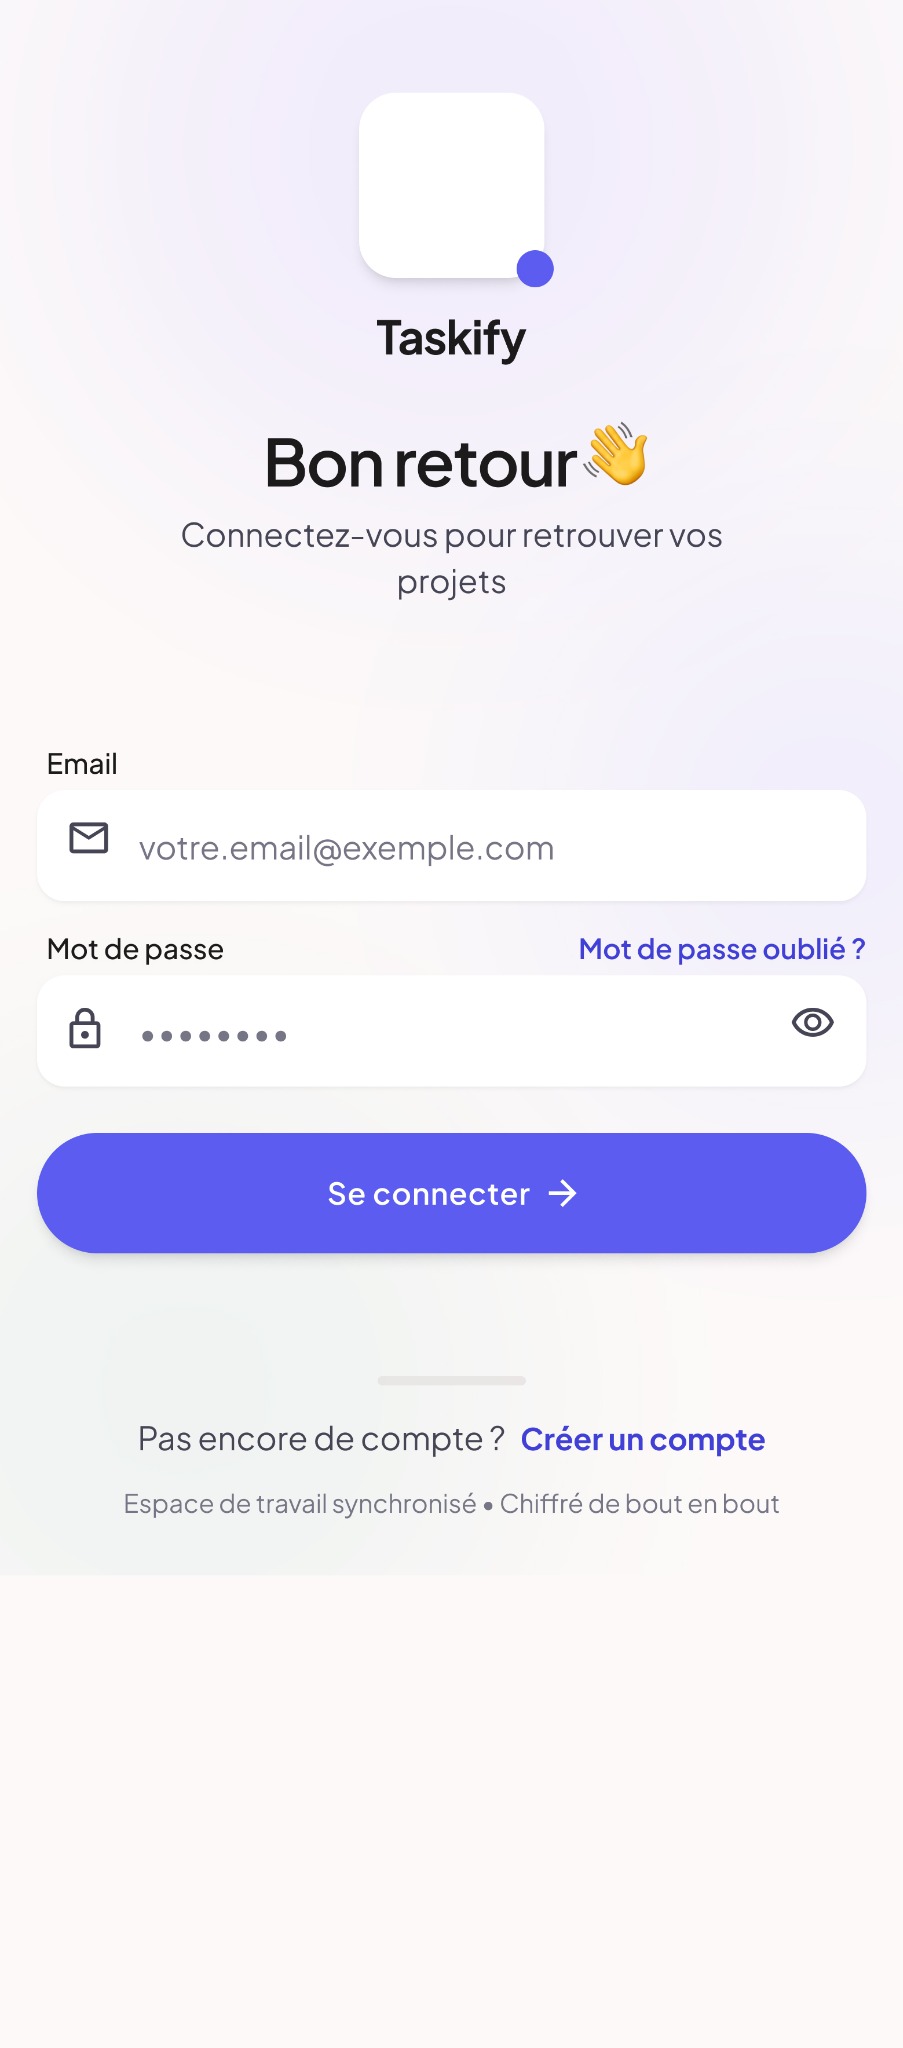 Taskify
Bon retour👋
Connectez-vous pour retrouver vos
projets
Email
votre.email@exemple.com
Mot de passe
Mot de passe oublié ?
••••••••
Se connecter →
Pas encore de compte ? Créer un compte
Espace de travail synchronisé • Chiffré de bout en bout